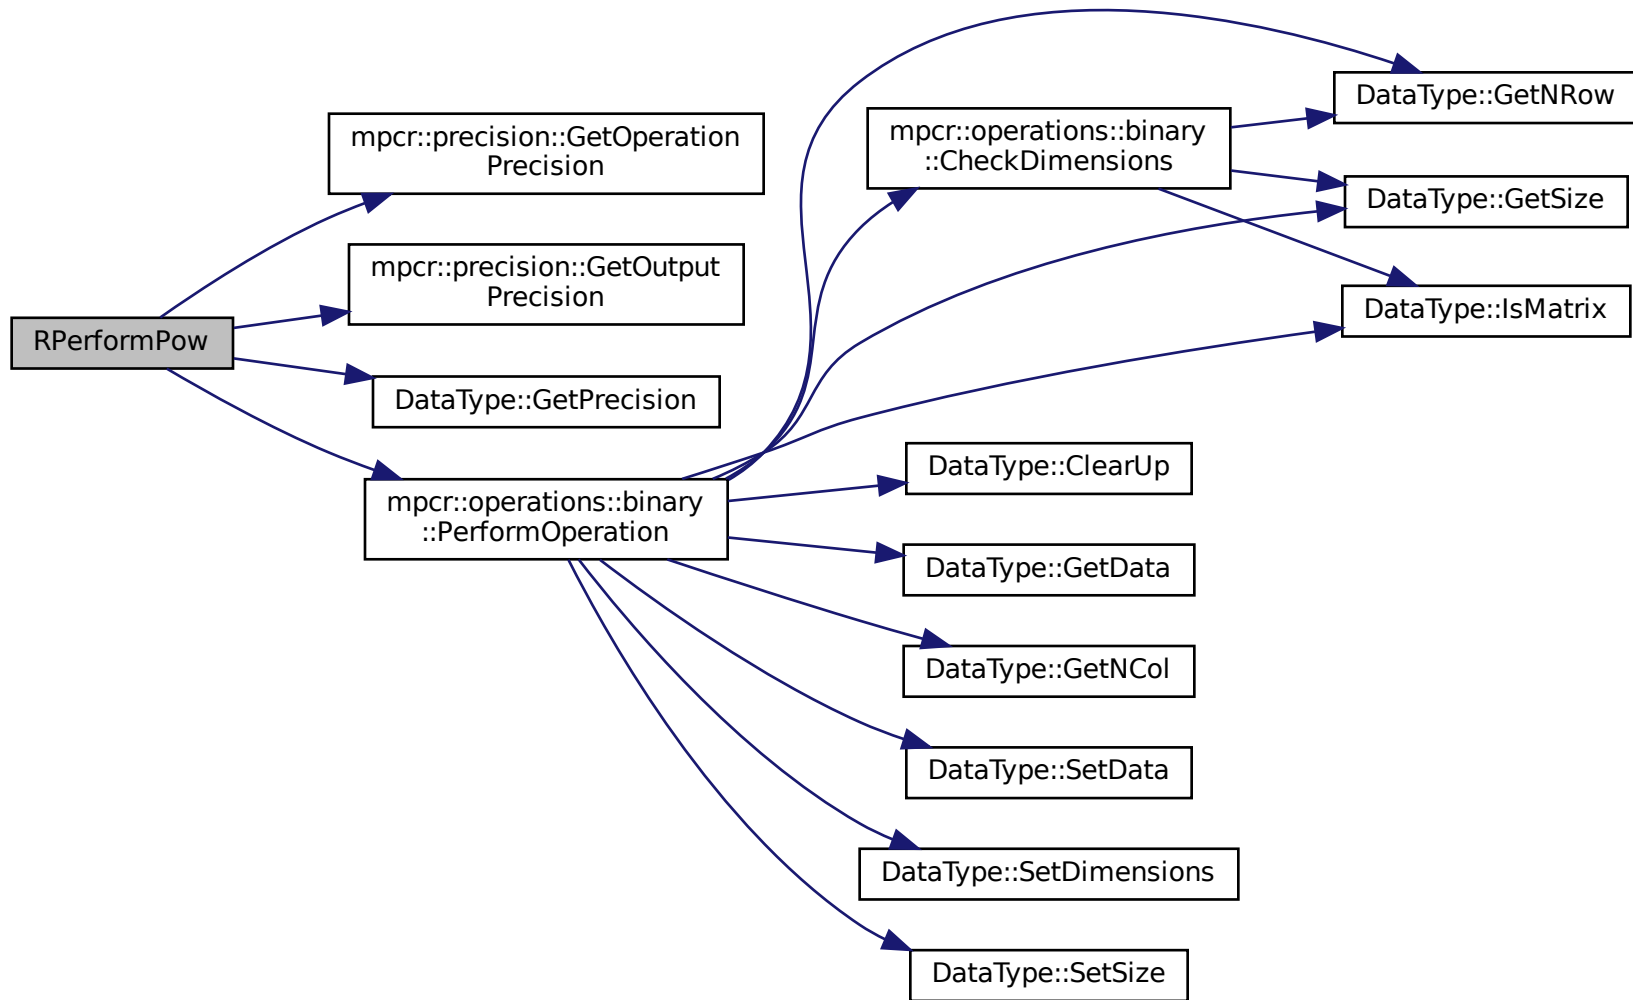 RPerformPow
mpcr::precision::GetOperation
Precision
mpcr::precision::GetOutput
Precision
DataType::GetPrecision
mpcr::operations::binary
::PerformOperation
mpcr::operations::binary
::CheckDimensions
DataType::GetNRow
DataType::GetSize
DataType::IsMatrix
DataType::ClearUp
DataType::GetData
DataType::GetNCol
DataType::SetData
DataType::SetDimensions
DataType::SetSize